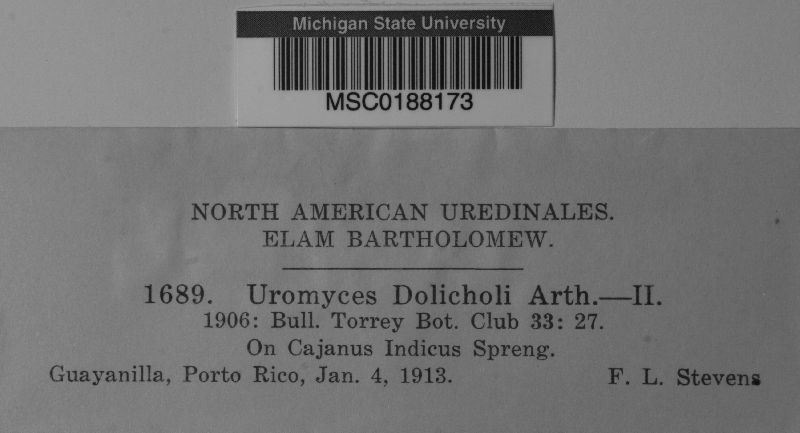 Michigan State University
MSC0188173
NORTH AMERICAN UREDINALES.
ELAM BARTHOLOMEW.
1689. Uromyces Dolicholi Arth.—II.
1906: Bull. Torrey Bot. Club 33: 27.
On Cajanus Indicus Spreng.
Guayanilla, Porto Rico, Jan. 4, 1913. F. L. Stevens